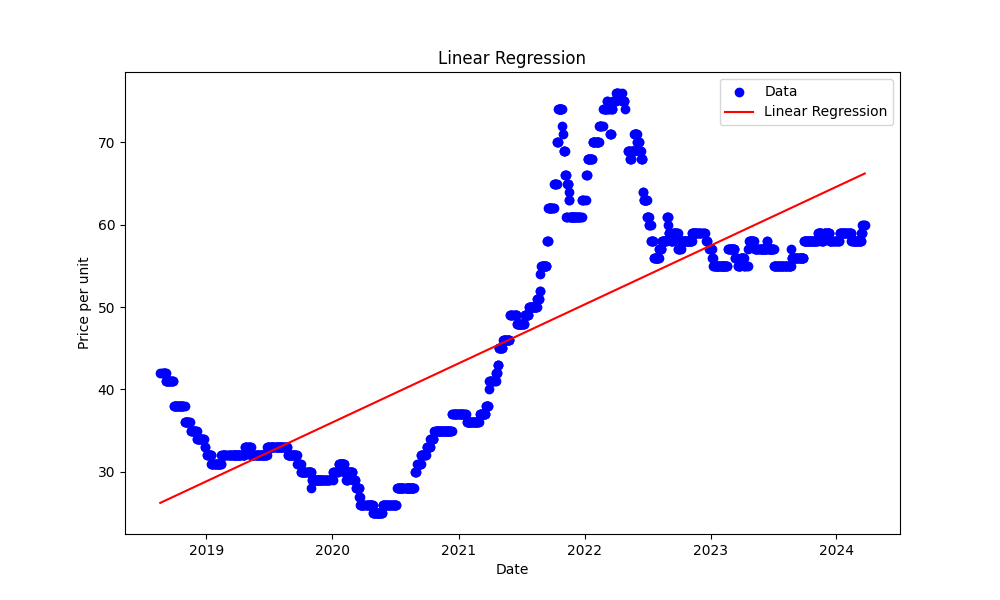 Linear Regression
Data
Linear Regression
Price per unit
70
60
50
40
30
2019 2020 2021 2022 2023 2024
Date